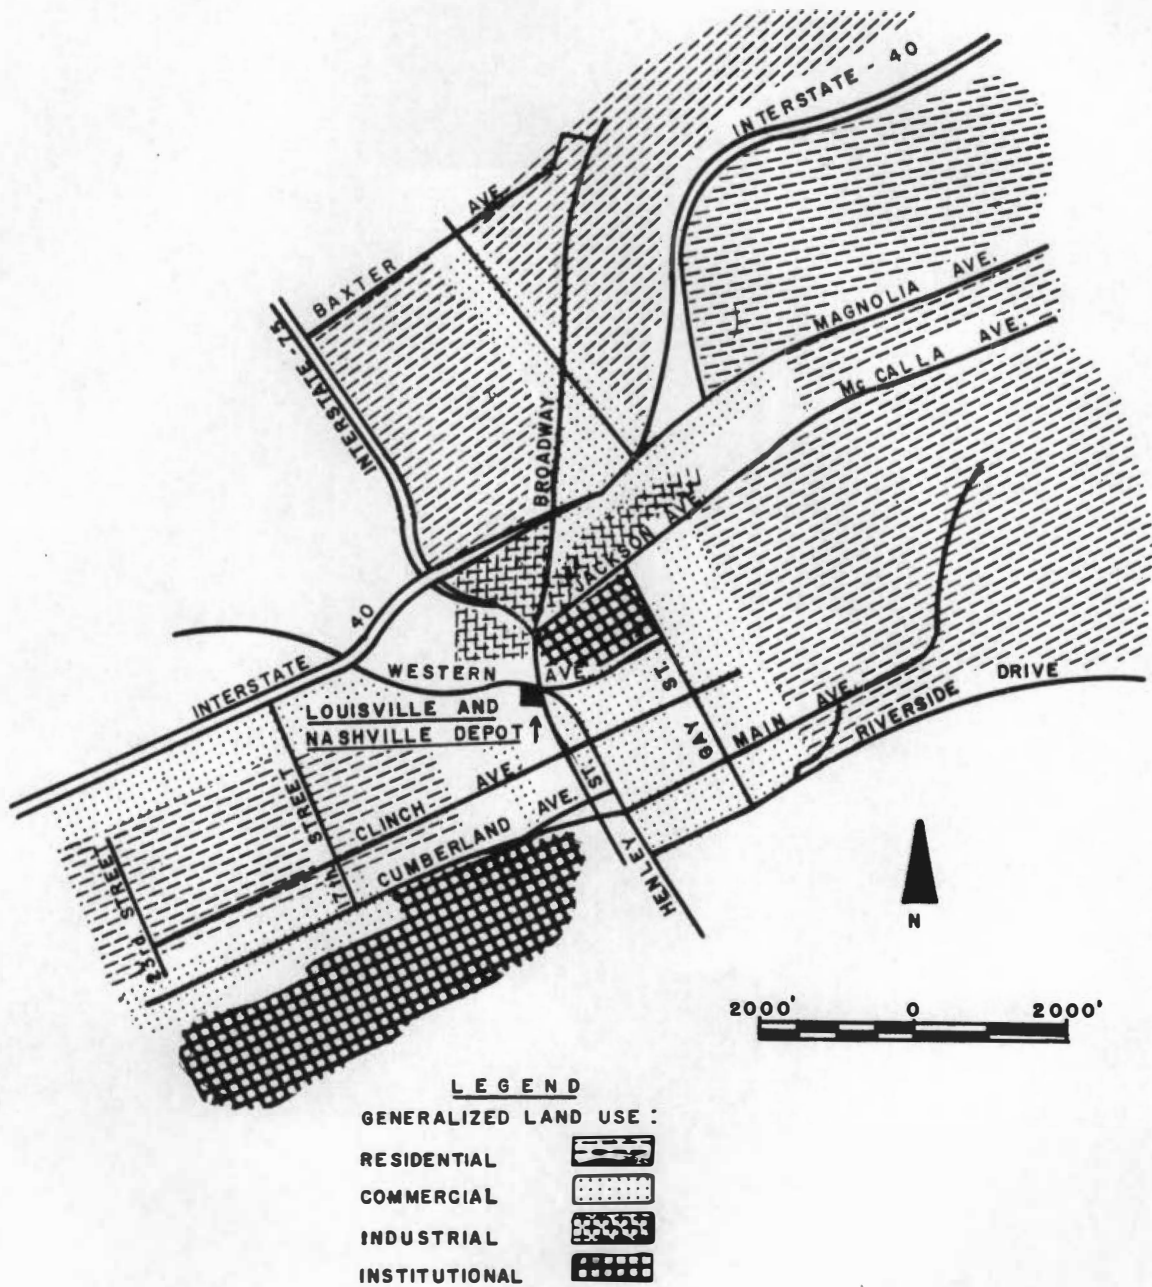 INTERSTATE - 40
BAXTER AVE.
INTERSTATE - 75
MAGNOLIA AVE.
Mc CALLA AVE.
BROADWAY
JACKSON AVE.
INTERSTATE 40
WESTERN AVE.
LOUISVILLE AND
NASHVILLE DEPOT
GAY ST.
MAIN AVE.
RIVERSIDE DRIVE
CLINCH AVE.
CUMBERLAND AVE.
HENLEY ST.
17th STREET
23rd STREET
N
2000' 0 2000'
LEGEND
GENERALIZED LAND USE :
RESIDENTIAL
COMMERCIAL
INDUSTRIAL
INSTITUTIONAL